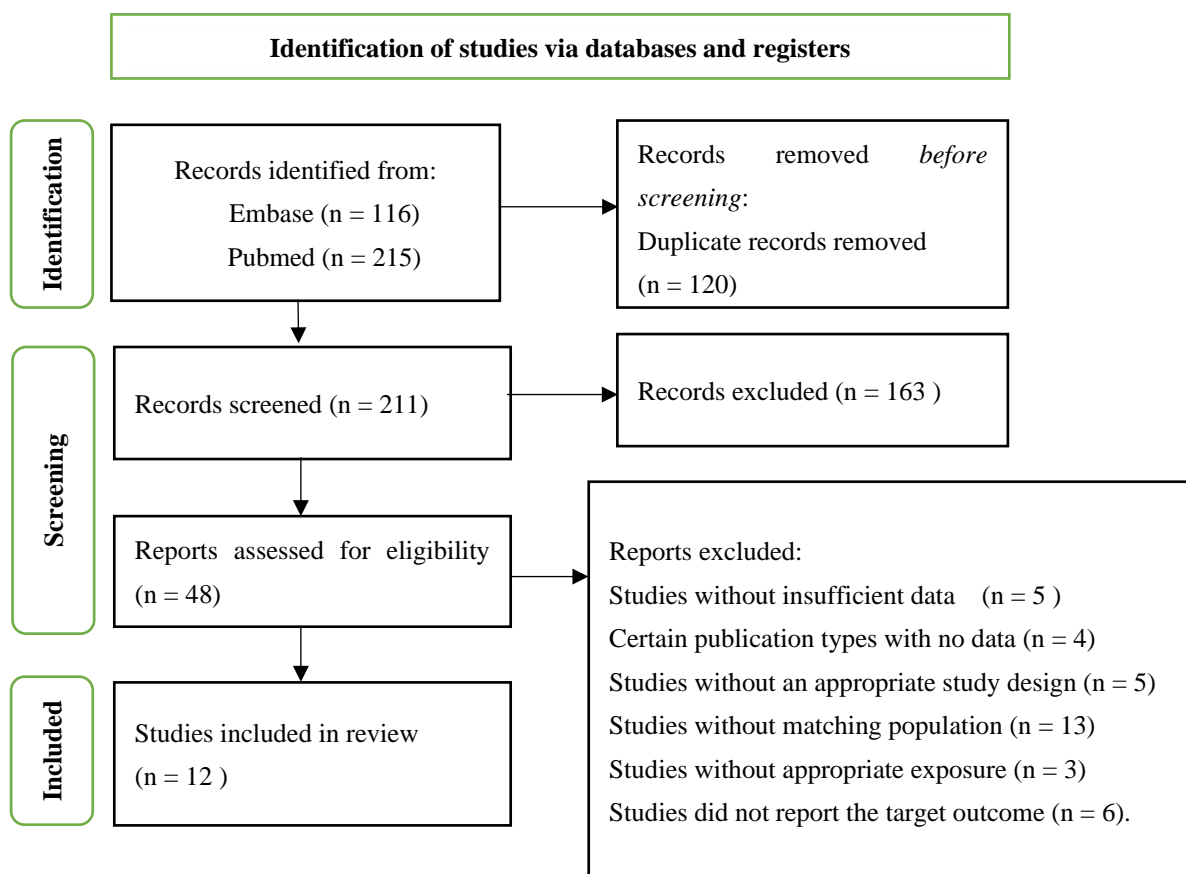 Identification of studies via databases and registers
Identification
Records identified from:
Embase (n = 116)
Pubmed (n = 215)
Records removed before
screening:
Duplicate records removed
(n = 120)
Screening
Records screened (n = 211)
Records excluded (n = 163 )
Reports assessed for eligibility
(n = 48)
Reports excluded:
Studies without insufficient data (n = 5 )
Certain publication types with no data (n = 4)
Studies without an appropriate study design (n = 5)
Studies without matching population (n = 13)
Studies without appropriate exposure (n = 3)
Studies did not report the target outcome (n = 6).
Included
Studies included in review
(n = 12 )